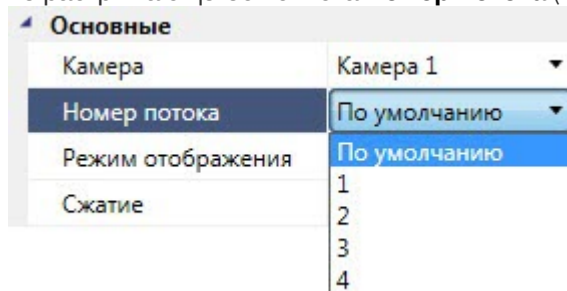 Основные
Камера Камера 1
Номер потока По умолчанию
По умолчанию
Режим отображения
1
Сжатие
2
3
4